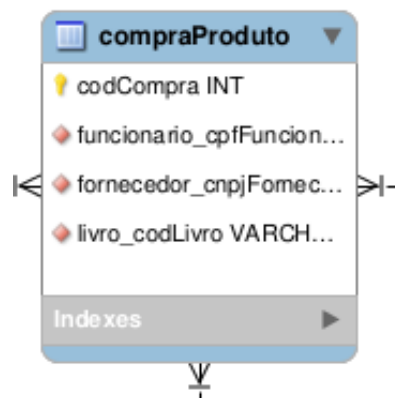 compraProduto
codCompra INT
funcionario_cpfFuncion...
fornecedor_cnpjFornec...
livro_codLivro VARCH...
Indexes